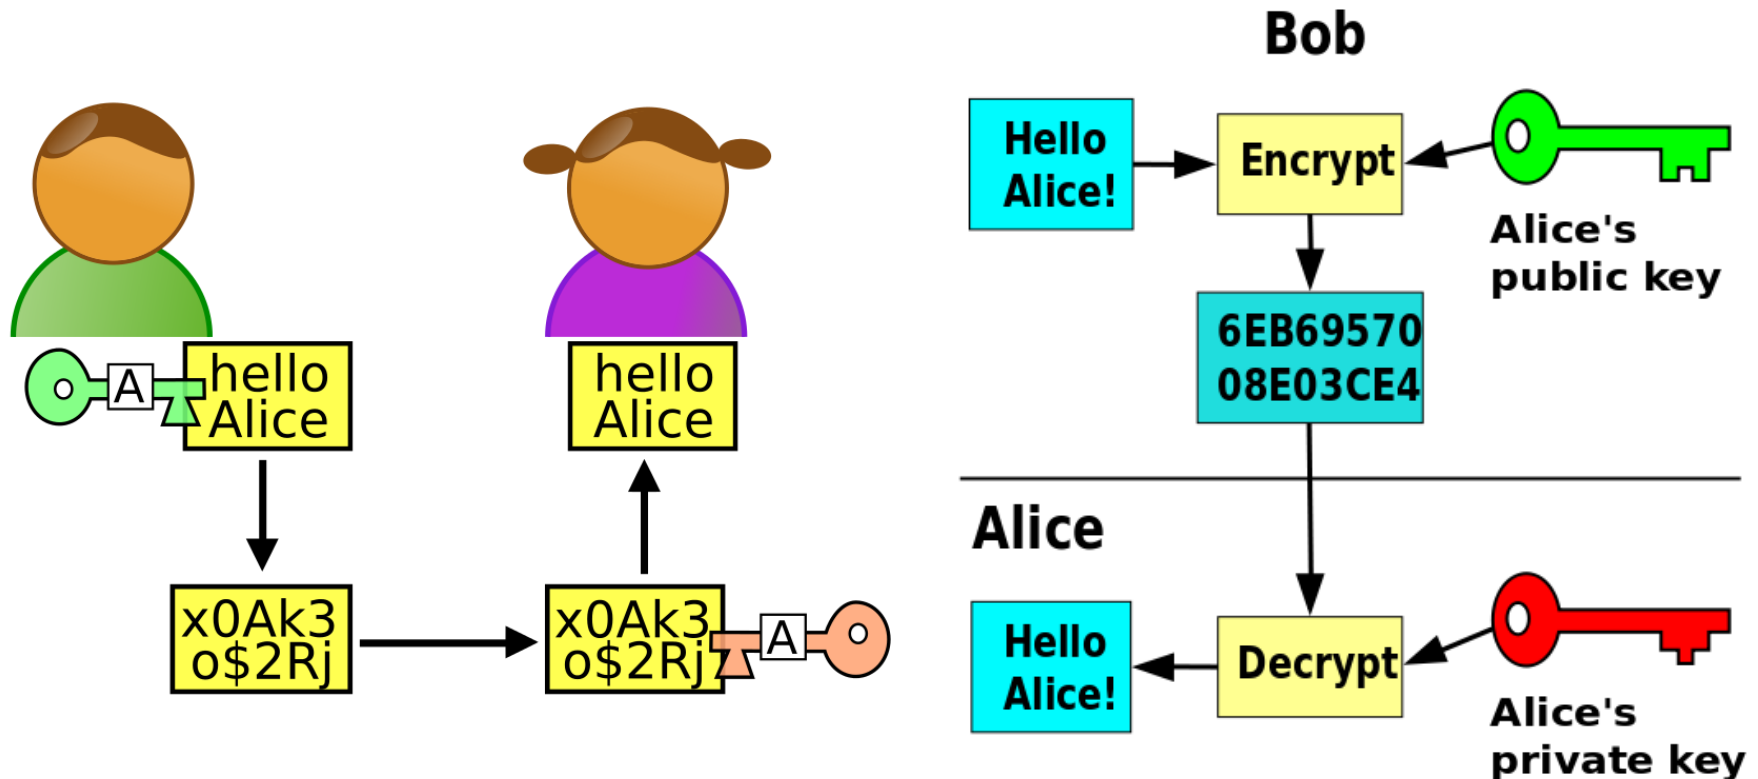 A
hello
Alice
hello
Alice
x0Ak3
o$2Rj
x0Ak3
o$2Rj
A
Bob
Hello
Alice!
Encrypt
Alice's
public key
6EB69570
08E03CE4
Alice
Hello
Alice!
Decrypt
Alice's
private key